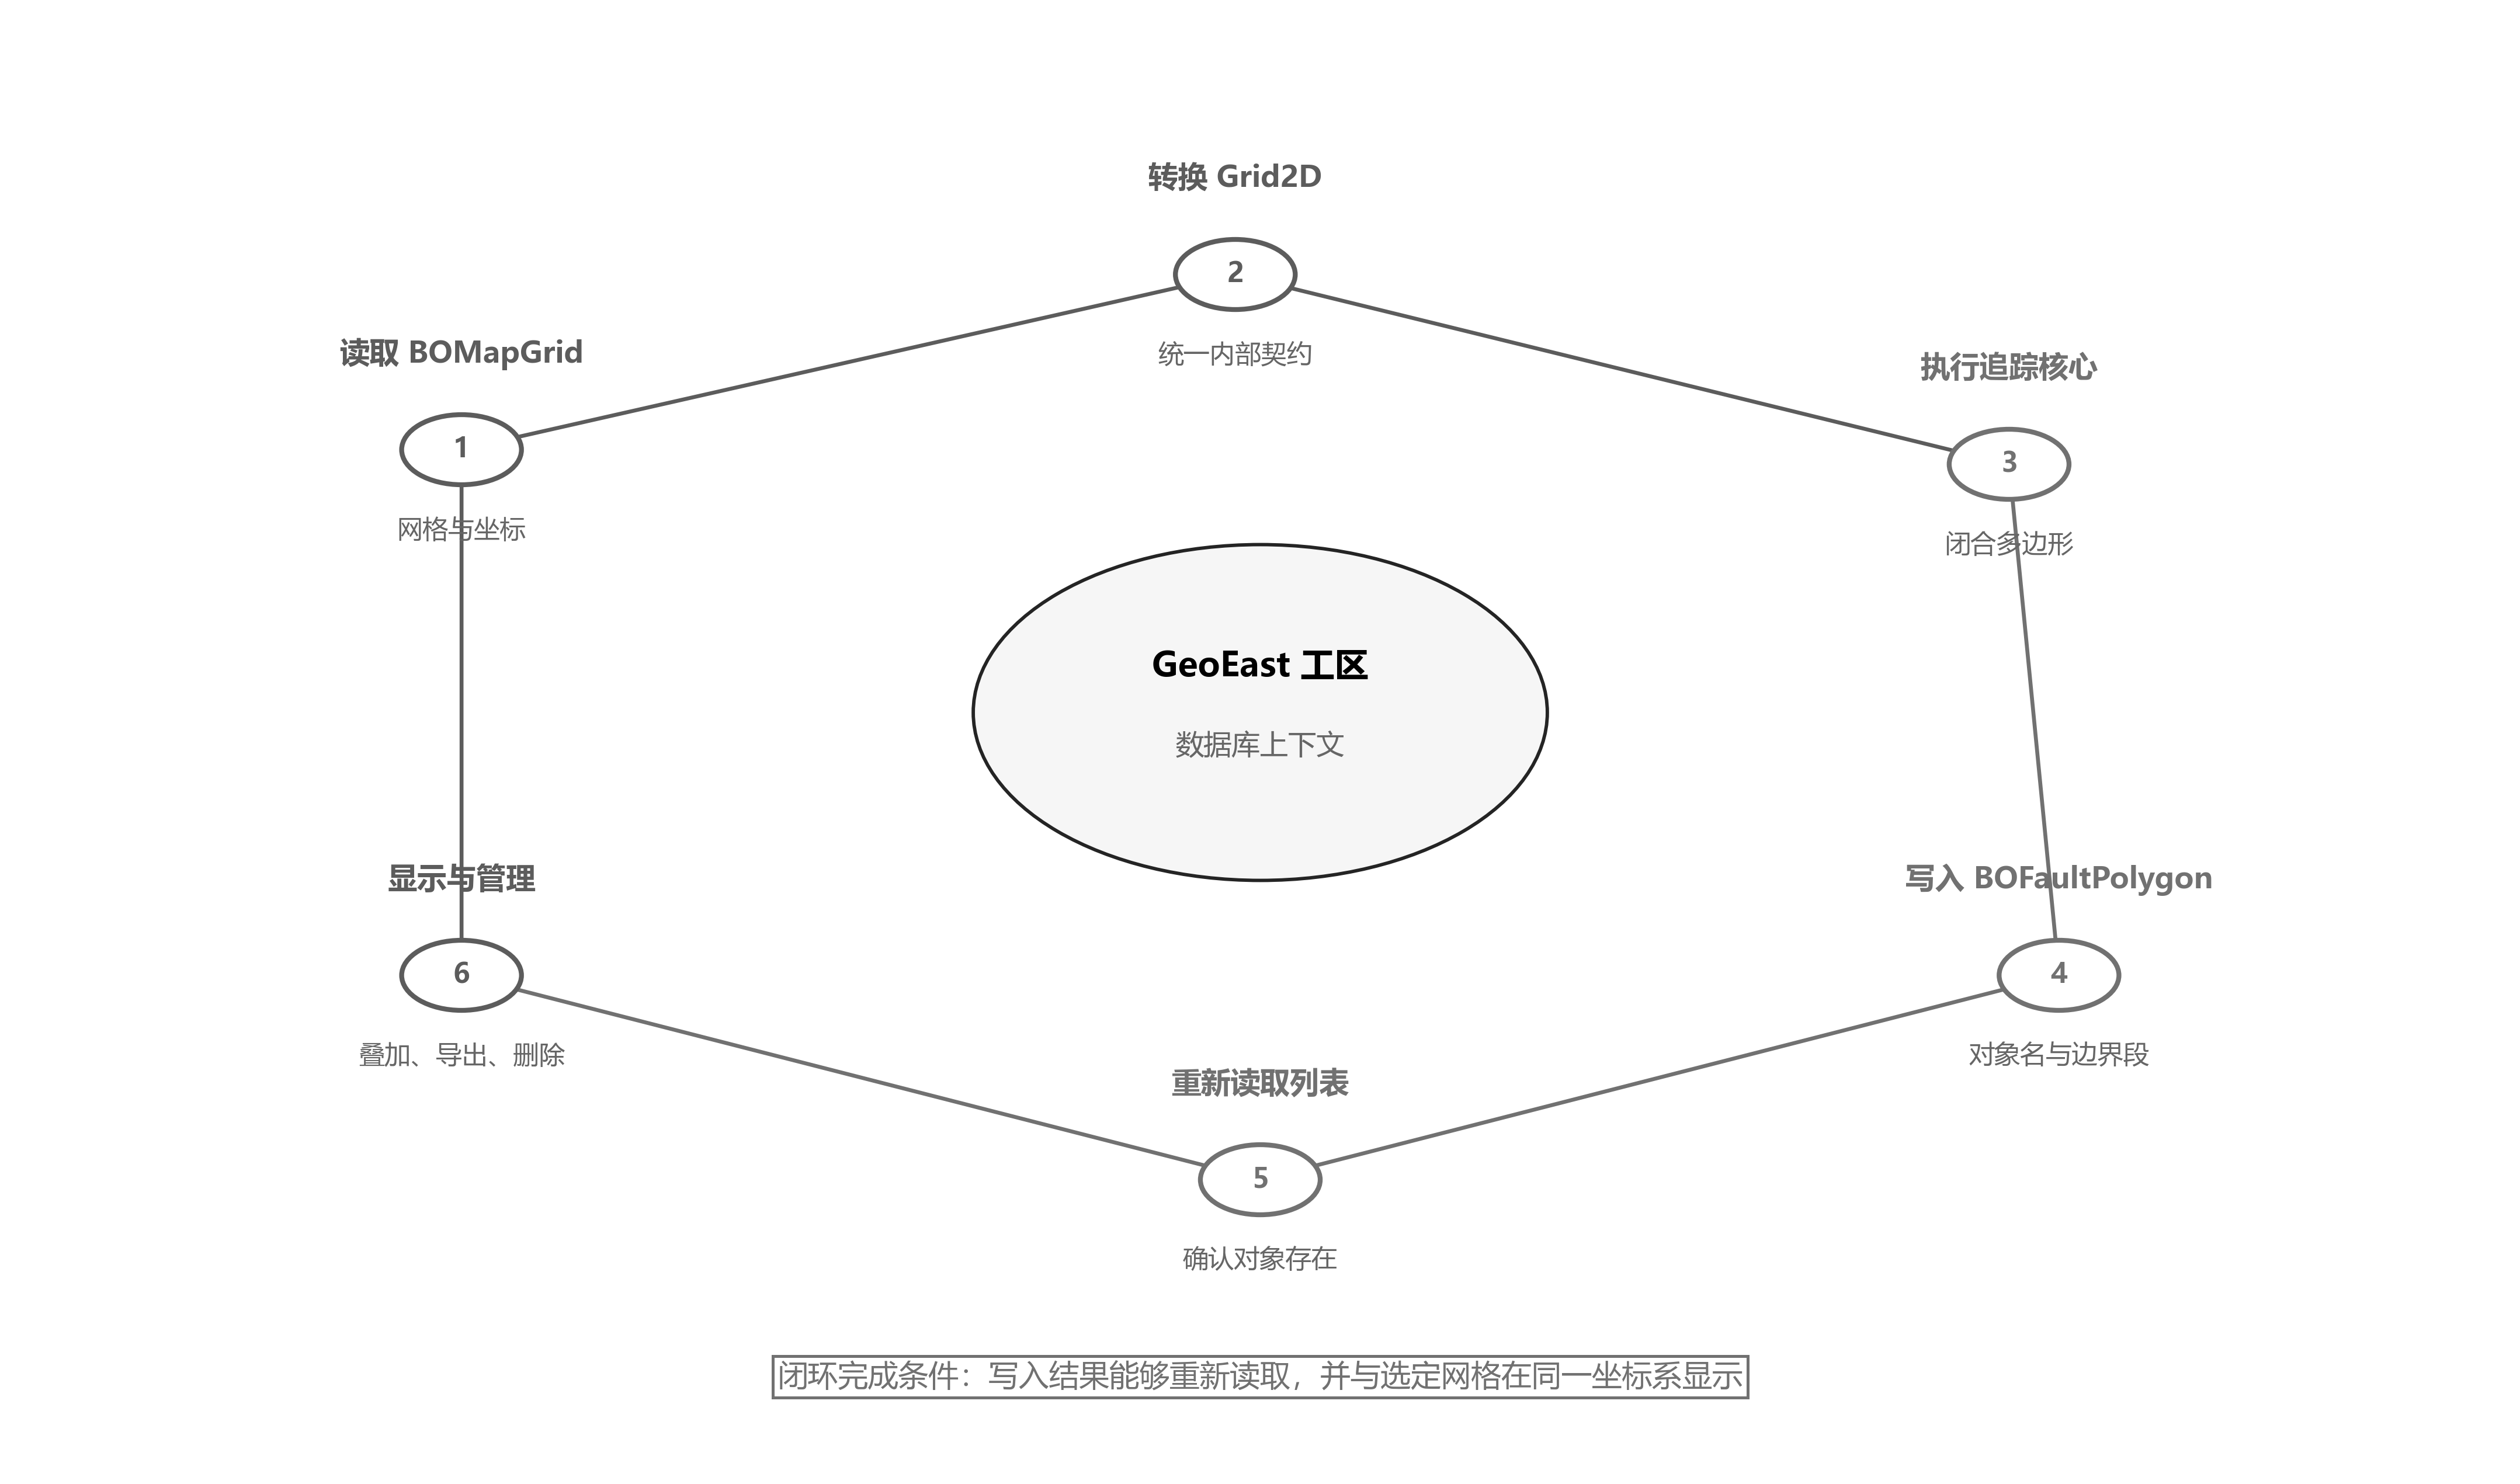 转换 Grid2D
2
统一内部契约
读取 BOMapGrid
1
网格与坐标
执行追踪核心
3
闭合多边形
GeoEast 工区
数据库上下文
显示与管理
6
叠加、导出、删除
写入 BOFaultPolygon
4
对象名与边界段
重新读取列表
5
确认对象存在
闭环完成条件：写入结果能够重新读取，并与选定网格在同一坐标系显示